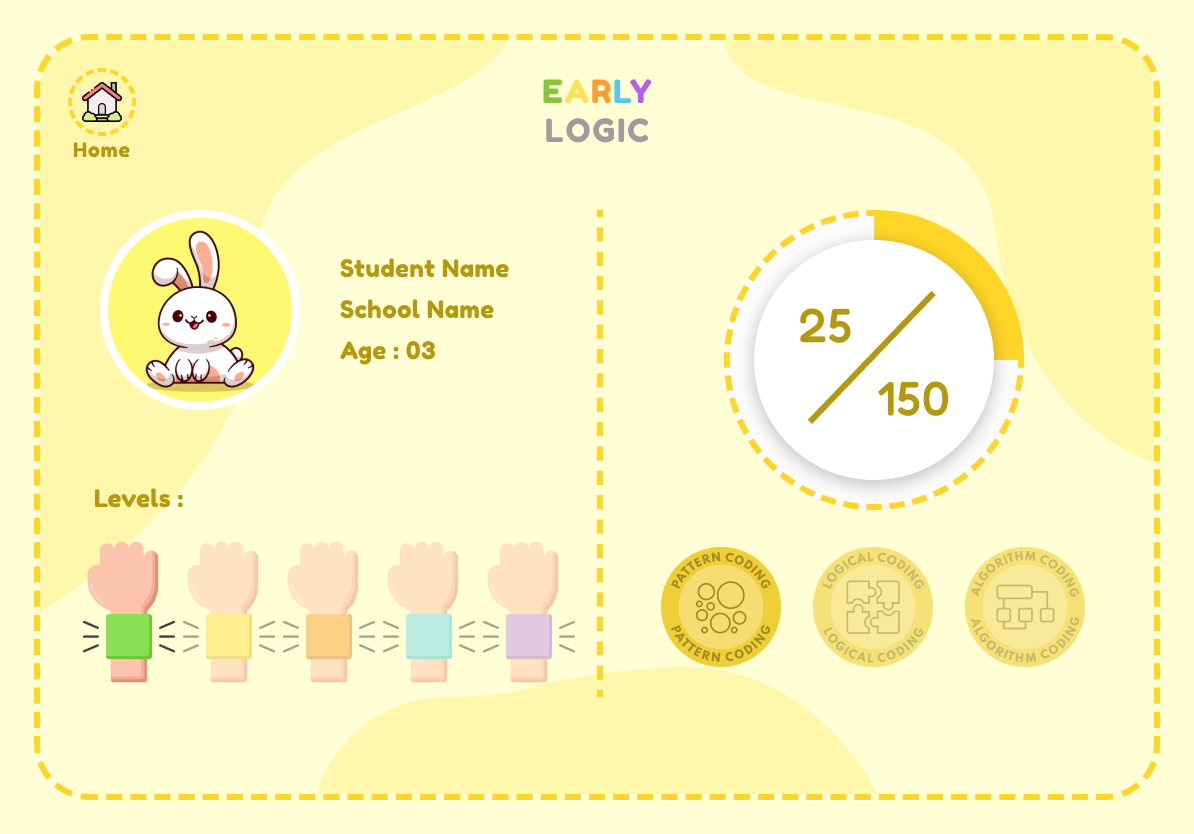 EARLY
LOGIC
Home
Student Name
School Name
Age : 03
25
150
Levels :
PATTERN CODING
PATTERN CODING
LOGICAL CODING
LOGICAL CODING
ALGORITHM CODING
ALGORITHM CODING